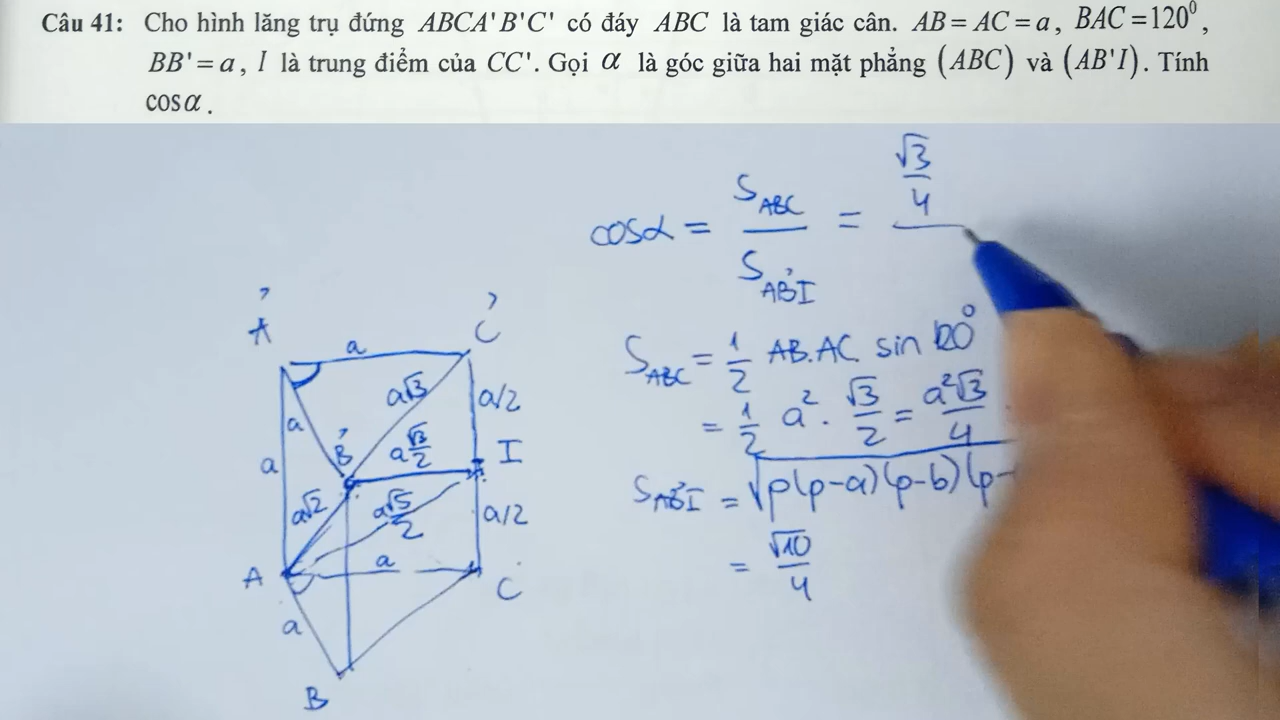 Câu 41: Cho hình lăng trụ đứng ABCA'B'C' có đáy ABC là tam giác cân. AB = AC = a, BAC = 120⁰,
BB' = a, I là trung điểm của CC'. Gọi α là góc giữa hai mặt phẳng (ABC) và (AB'I). Tính
cosα.
cosα = S_ABC / S_AB'I = √3/4
S_ABC = 1/2 AB.AC sin 120⁰
= 1/2 a² . √3/2 = a²√3/4
S_AB'I = √p(p-a)(p-b)(p-
= √10/4
A'
C'
a
a√3
a/2
a
B'
a√3/2
I
a
a√2
a√5/2
a/2
A
a
C
a
B